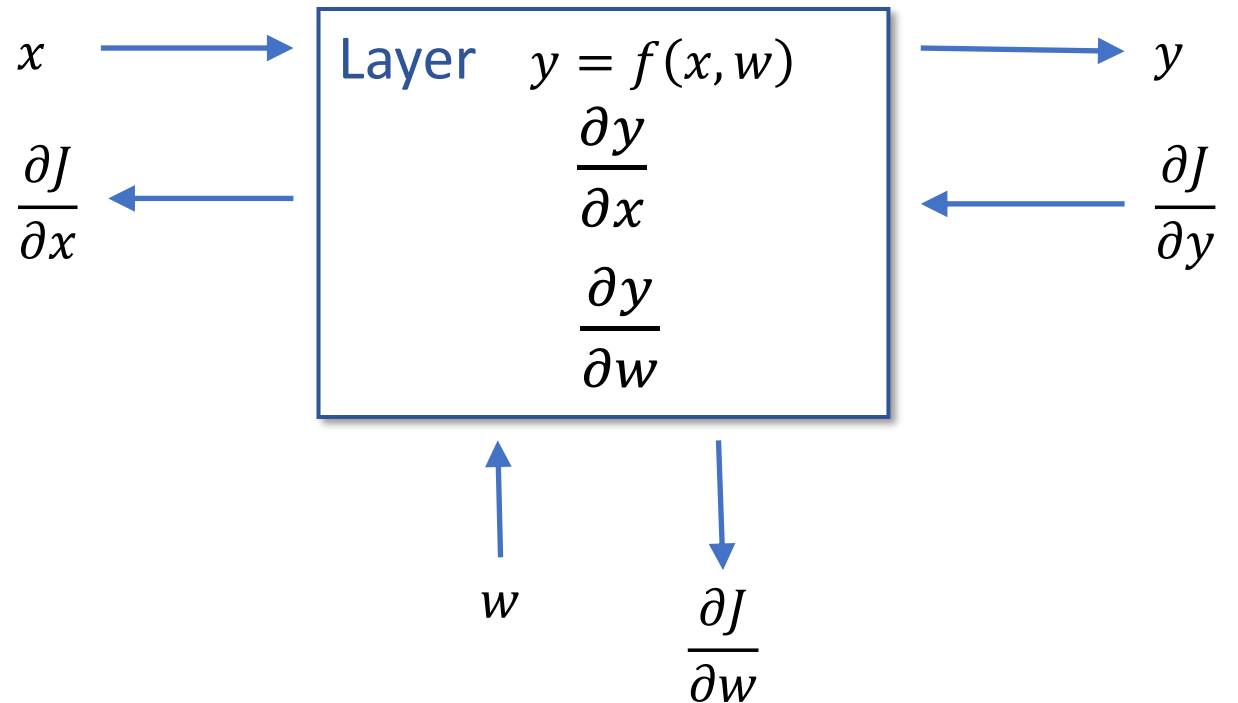 x
Layer y = f(x, w)
y
∂J/∂x
∂y/∂x
∂J/∂y
∂y/∂w
w
∂J/∂w